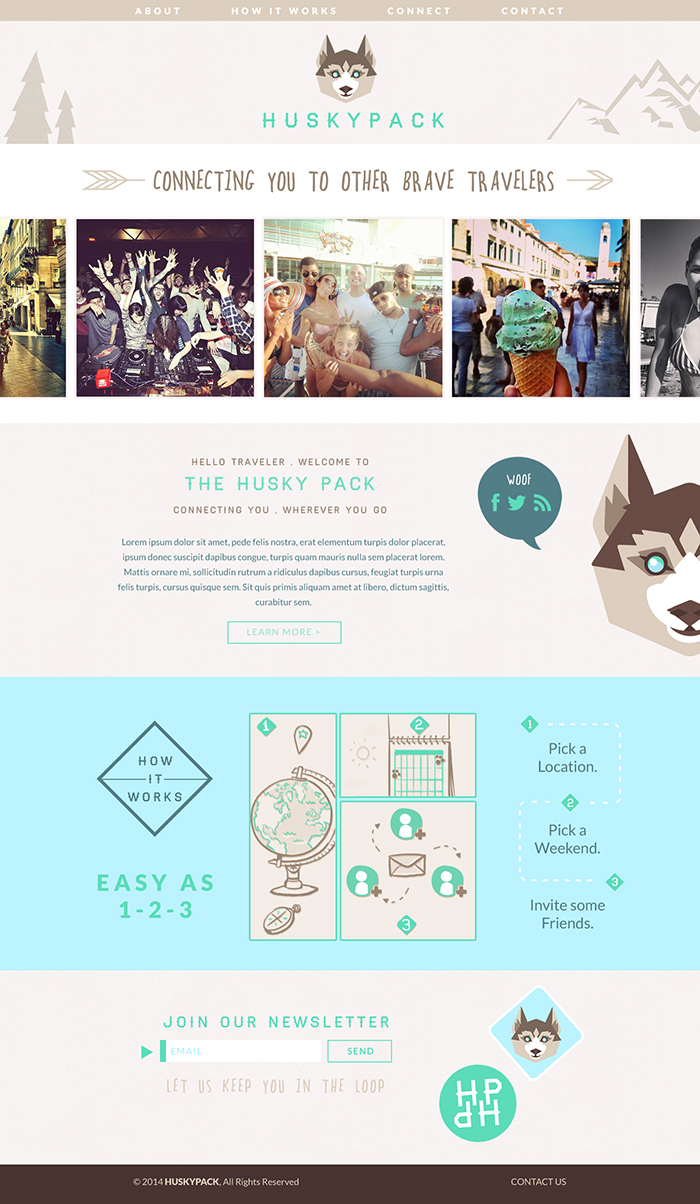 ABOUT HOW IT WORKS CONNECT CONTACT
HUSKYPACK
CONNECTING YOU TO OTHER BRAVE TRAVELERS
HELLO TRAVELER . WELCOME TO
THE HUSKY PACK
CONNECTING YOU . WHEREVER YOU GO
Lorem ipsum dolor sit amet, pede felis nostra, erat elementum turpis dolor placerat,
ipsum donec suscipit dapibus congue, turpis quam mauris nulla sem placerat lorem.
Mattis ornare mi, sollicitudin rutrum a ridiculus dapibus cursus, feugiat turpis urna
felis turpis, cursus quisque sem. Sit quis primis aliquam amet at libero, dictum sagittis,
curabitur sem.
LEARN MORE >
WOOF
HOW
IT
WORKS
EASY AS
1-2-3
1
2
3
1
Pick a
Location.
2
Pick a
Weekend.
3
Invite some
Friends.
JOIN OUR NEWSLETTER
EMAIL
SEND
LET US KEEP YOU IN THE LOOP
HP
HP
© 2014 HUSKYPACK, All Rights Reserved
CONTACT US